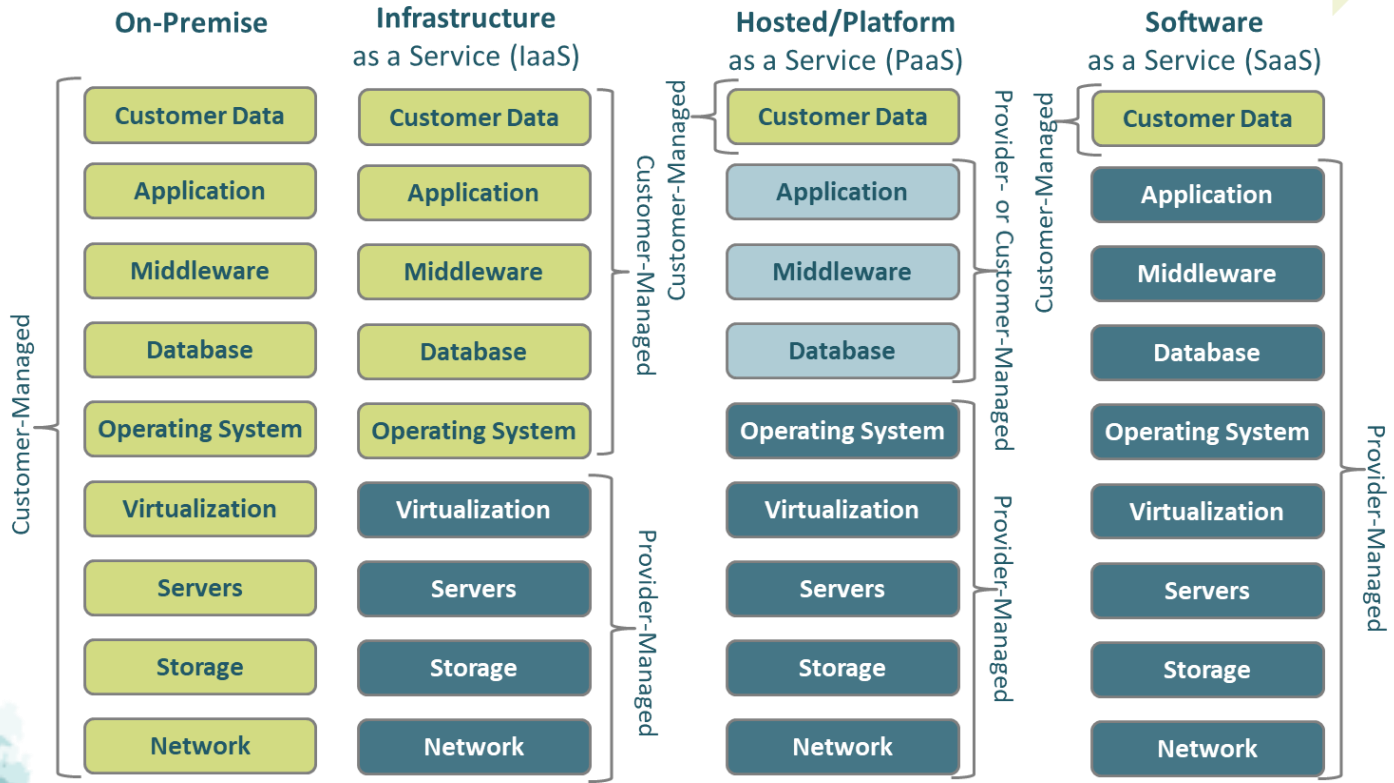 On-Premise
Customer-Managed
Customer Data
Application
Middleware
Database
Operating System
Virtualization
Servers
Storage
Network
Infrastructure
as a Service (IaaS)
Customer Data
Application
Middleware
Database
Operating System
Customer-Managed
Virtualization
Servers
Storage
Network
Provider-Managed
Hosted/Platform
as a Service (PaaS)
Customer-Managed
Customer Data
Application
Middleware
Database
Provider- or Customer-Managed
Operating System
Virtualization
Servers
Storage
Network
Provider-Managed
Software
as a Service (SaaS)
Customer-Managed
Customer Data
Application
Middleware
Database
Operating System
Virtualization
Servers
Storage
Network
Provider-Managed